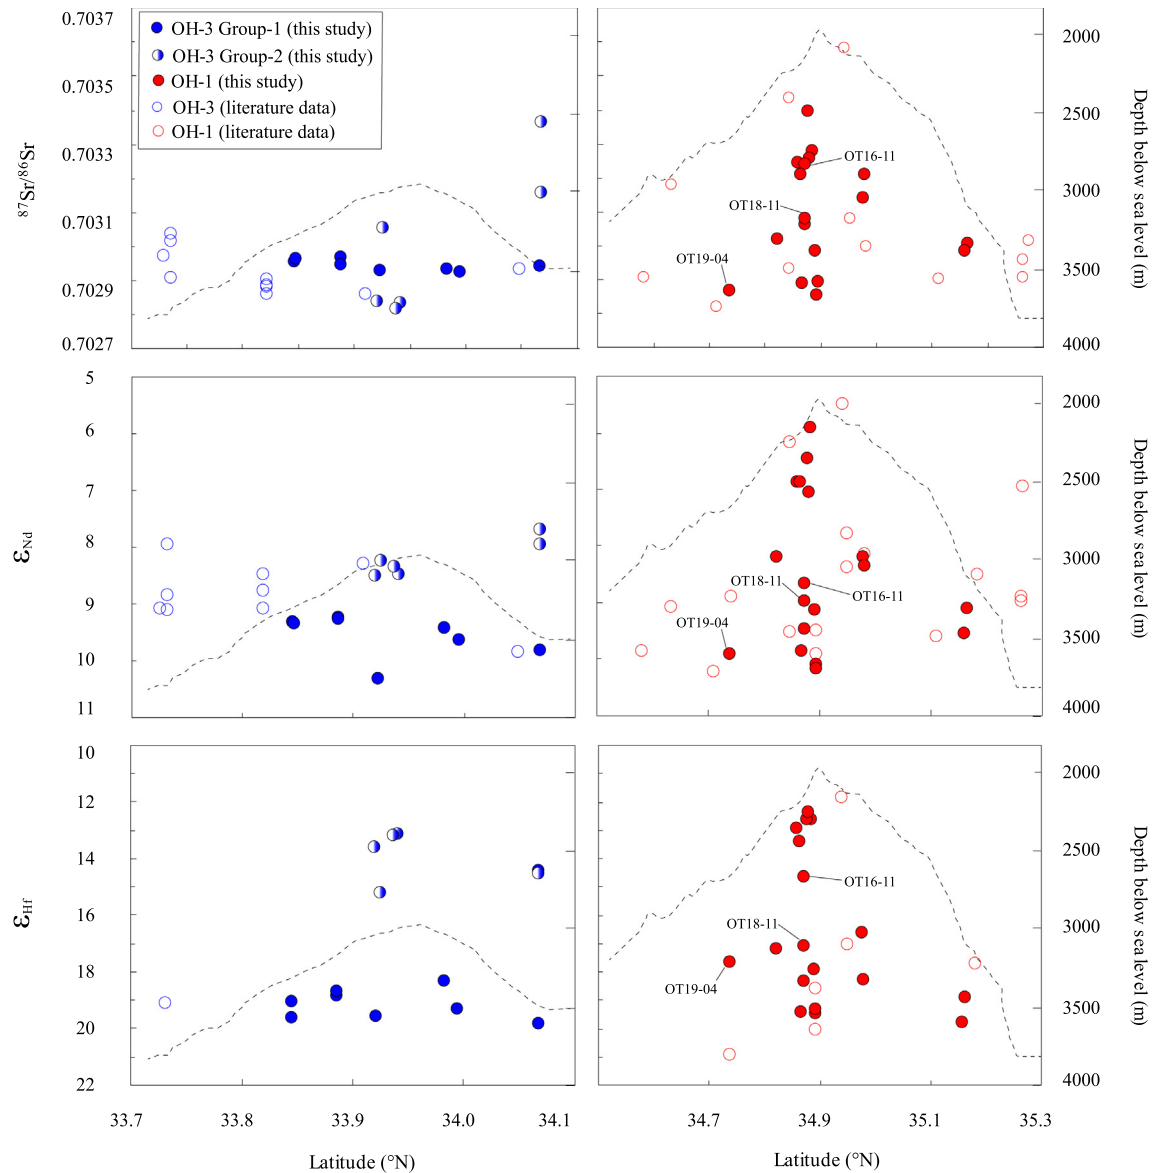 0.7037
0.7035
0.7033
0.7031
0.7029
0.7027
⁸⁷Sr/⁸⁶Sr
OH-3 Group-1 (this study)
OH-3 Group-2 (this study)
OH-1 (this study)
OH-3 (literature data)
OH-1 (literature data)
OT16-11
OT18-11
OT19-04
2000
2500
3000
3500
4000
Depth below sea level (m)
5
6
7
8
9
10
11
εNd
OT18-11
OT16-11
OT19-04
2000
2500
3000
3500
4000
Depth below sea level (m)
10
12
14
16
18
20
22
εHf
OT16-11
OT18-11
OT19-04
2000
2500
3000
3500
4000
Depth below sea level (m)
33.7
33.8
33.9
34.0
34.1
34.7
34.9
35.1
35.3
Latitude (°N)
Latitude (°N)